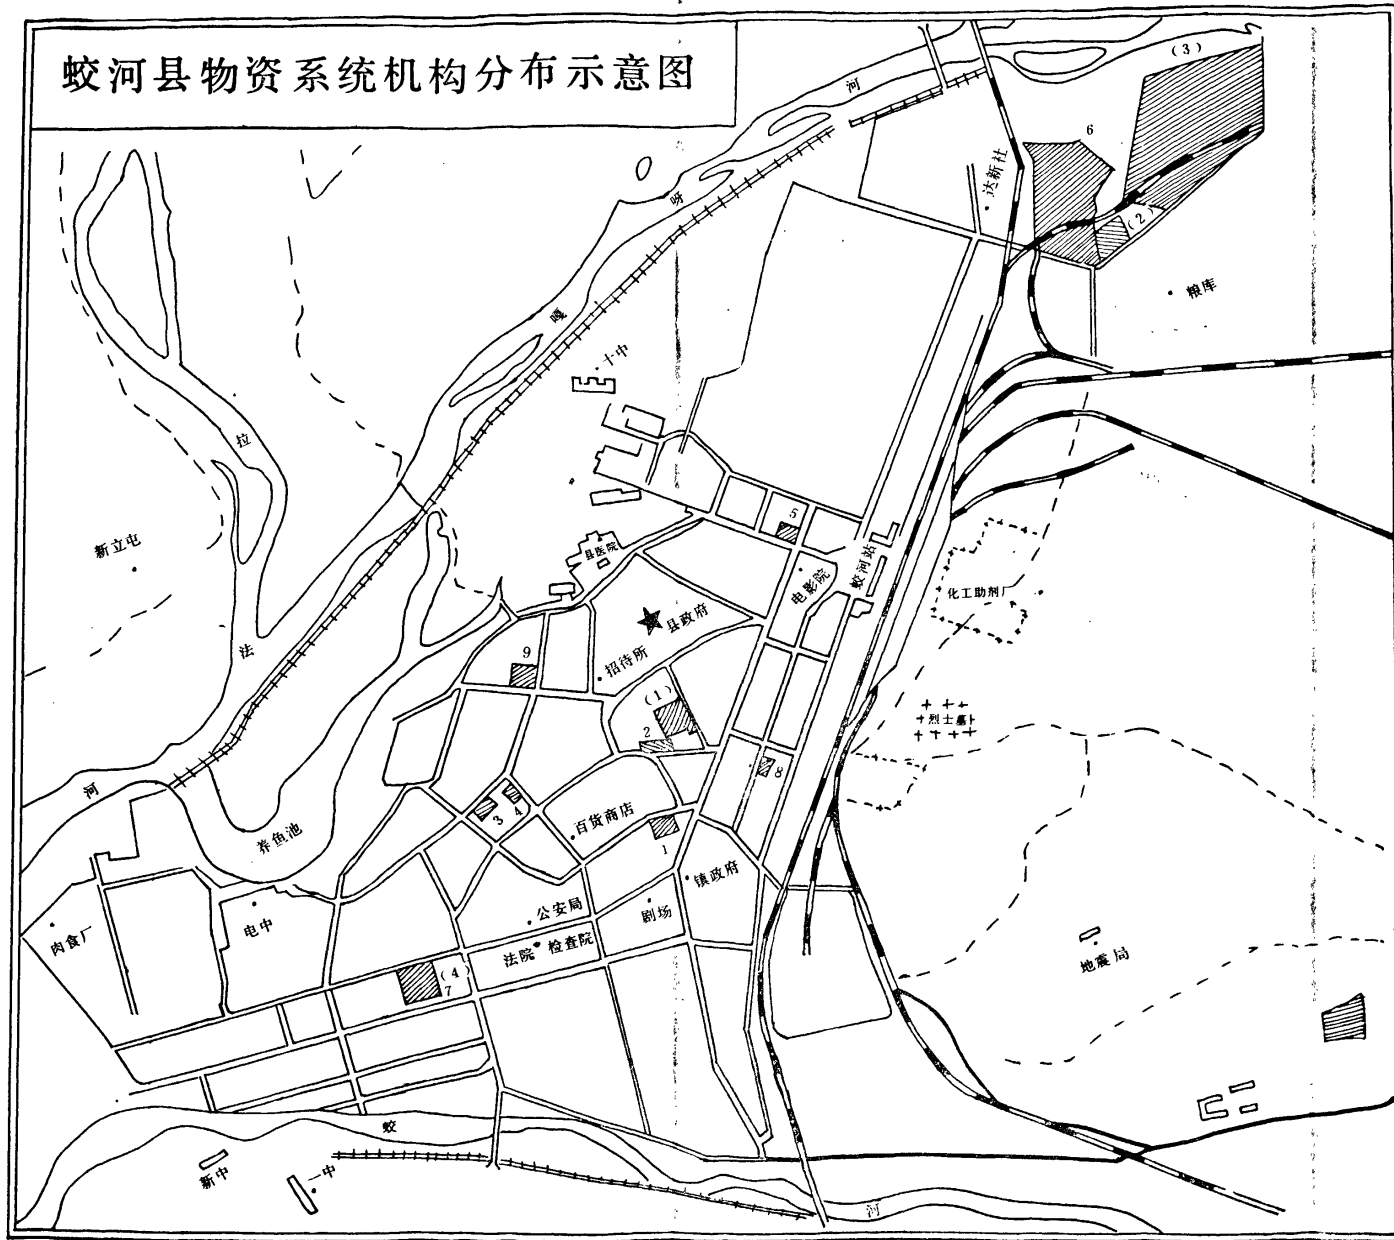 蛟河县物资系统机构分布示意图
(3)
河
6
达新社
呀
(2)
粮库
嘎
十中
拉
5
新立屯
县医院
蛟河站
电影院
化工助剂厂
县政府
法
9
招待所
(1)
烈士墓
2
8
河
3
4
百货商店
养鱼池
1
镇政府
公安局
剧场
肉食厂
电中
法院
检查院
(4)
7
地震局
蛟
新中
一中
河